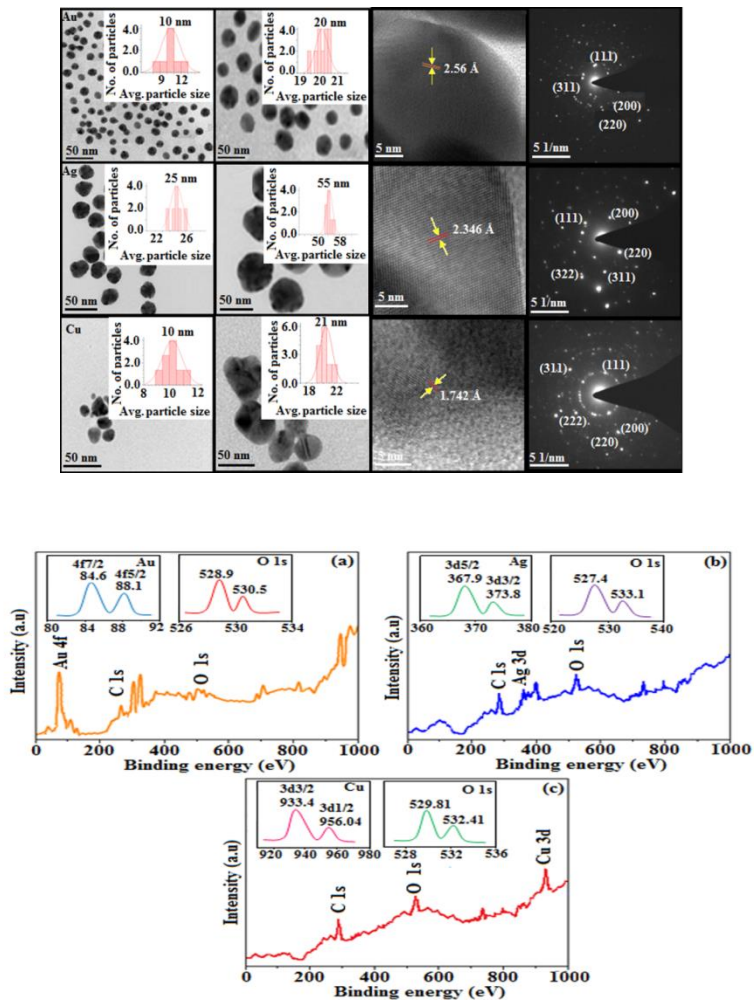 Au
10 nm
No. of particles
4.0
2.0
0.0
9 12
Avg. particle size
50 nm
20 nm
No. of particles
4.0
2.0
0.0
19 20 21
Avg. particle size
50 nm
2.56 Å
5 nm
(111)
(311)
(200)
(220)
5 1/nm
Ag
25 nm
No. of particles
4.0
2.0
0.0
22 24 26
Avg. particle size
50 nm
55 nm
No. of particles
4.0
2.0
0.0
50 58
Avg. particle size
50 nm
2.346 Å
5 nm
(111)
(200)
(220)
(322)
(311)
5 1/nm
Cu
10 nm
No. of particles
4.0
2.0
0.0
8 10 12
Avg. particle size
50 nm
21 nm
No. of particles
6.0
4.0
2.0
0.0
18 22
Avg. particle size
50 nm
1.742 Å
(311)
(111)
(222)
(200)
(220)
5 1/nm
(a)
4f7/2
84.6
Au
4f5/2
88.1
80 84 88 92
O 1s
528.9
530.5
526 530 534
Intensity (a.u)
Au 4f
C 1s
O 1s
0 200 400 600 800 1000
Binding energy (eV)
(b)
3d5/2
367.9
Ag
3d3/2
373.8
360 370 380
O 1s
527.4
533.1
520 530 540
Intensity (a.u)
C 1s
Ag 3d
O 1s
0 200 400 600 800 1000
Binding energy (eV)
(c)
3d3/2
933.4
Cu
3d1/2
956.04
920 940 960 980
O 1s
529.81
532.41
528 532 536
Intensity (a.u)
C 1s
O 1s
Cu 3d
0 200 400 600 800 1000
Binding energy (eV)